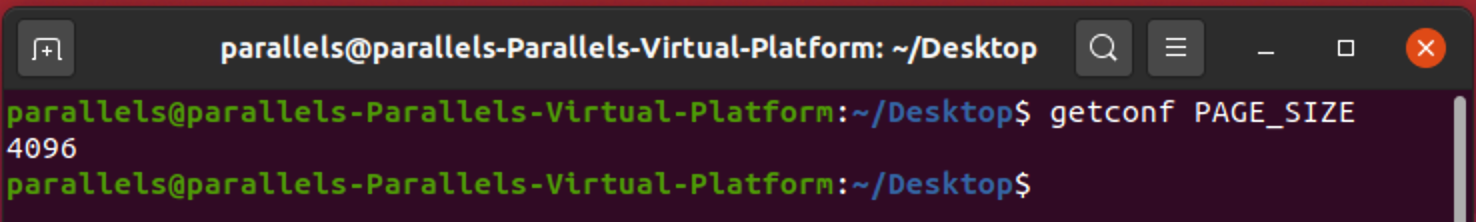 parallels@parallels-Parallels-Virtual-Platform: ~/Desktop
parallels@parallels-Parallels-Virtual-Platform:~/Desktop$ getconf PAGE_SIZE
4096
parallels@parallels-Parallels-Virtual-Platform:~/Desktop$